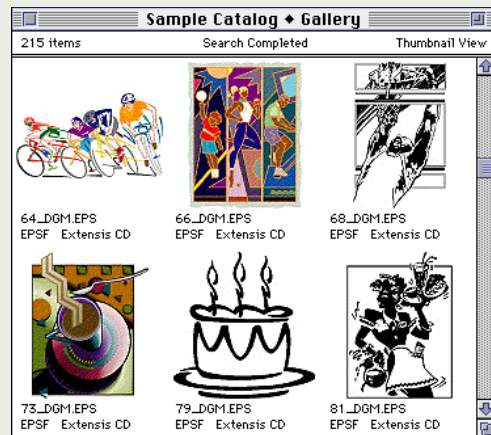 Sample Catalog ◆ Gallery
215 items Search Completed Thumbnail View
64_DGM.EPS 66_DGM.EPS 68_DGM.EPS
EPSF Extensis CD EPSF Extensis CD EPSF Extensis CD
73_DGM.EPS 79_DGM.EPS 81_DGM.EPS
EPSF Extensis CD EPSF Extensis CD EPSF Extensis CD